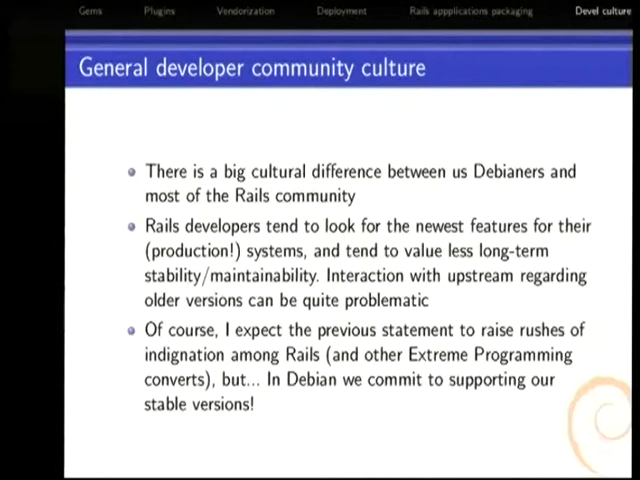 Gems Plugins Vendorization Deployment Rails appplications packaging Devel culture
General developer community culture
There is a big cultural difference between us Debianers and
most of the Rails community
Rails developers tend to look for the newest features for their
(production!) systems, and tend to value less long-term
stability/maintainability. Interaction with upstream regarding
older versions can be quite problematic
Of course, I expect the previous statement to raise rushes of
indignation among Rails (and other Extreme Programming
converts), but... In Debian we commit to supporting our
stable versions!